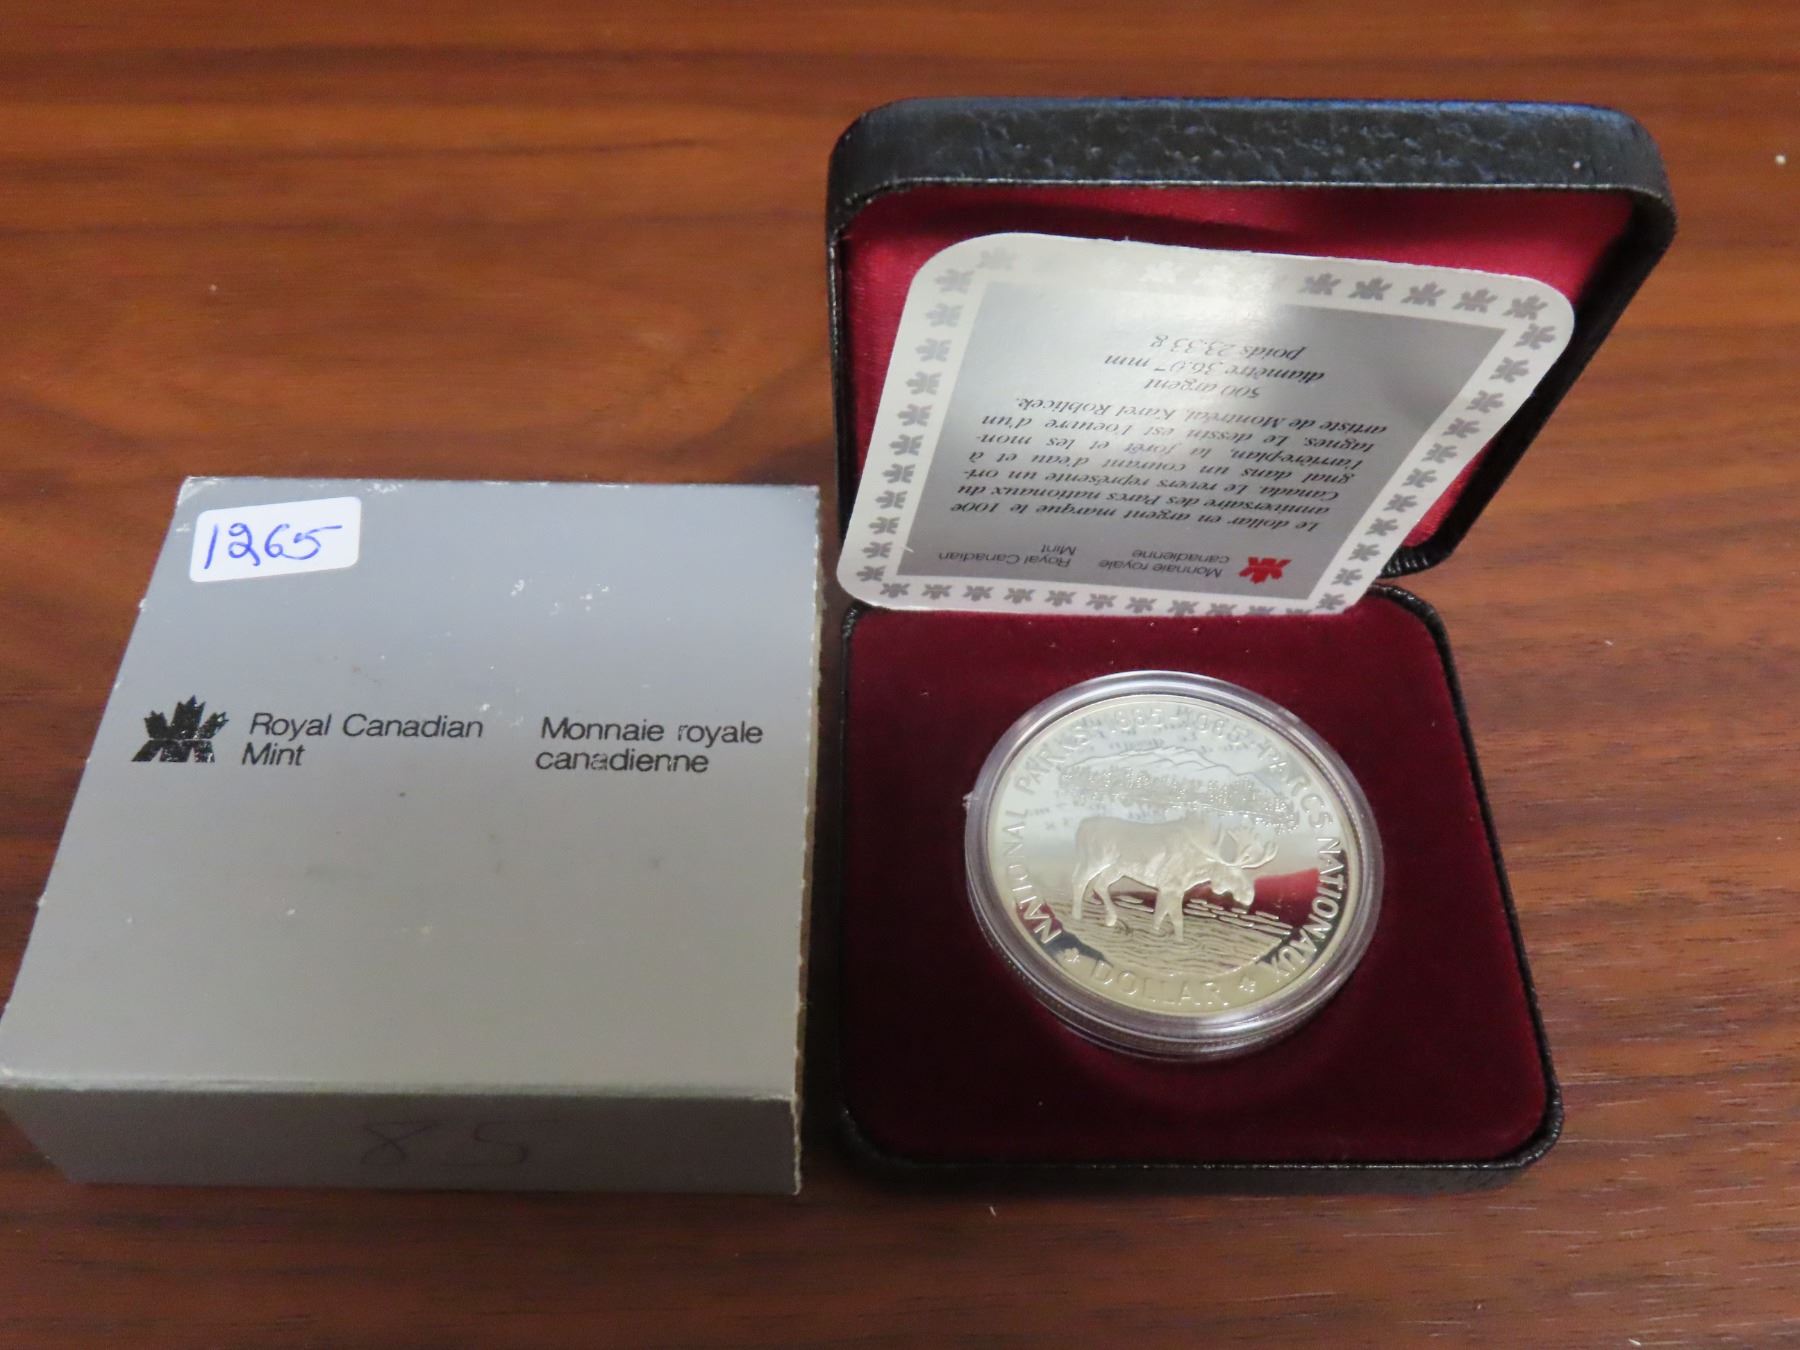 1265
Royal Canadian
Mint
Monnaie royale
canadienne
85
Monnaie royale
canadienne
Royal Canadian
Mint
Le dollar en argent marque le 100e
anniversaire des Parcs nationaux du
Canada. Le revers représente un ori-
gnal dans un courant d'eau et à
l'arrière-plan, la forêt et les mon-
tagnes. Le dessin est l'oeuvre d'un
artiste de Montréal, Karel Rohlicek.
500 argent
diamètre 36.07 mm
poids 23.33 g
NATIONAL PARKS 1885-1985 PARCS NATIONAUX
DOLLAR